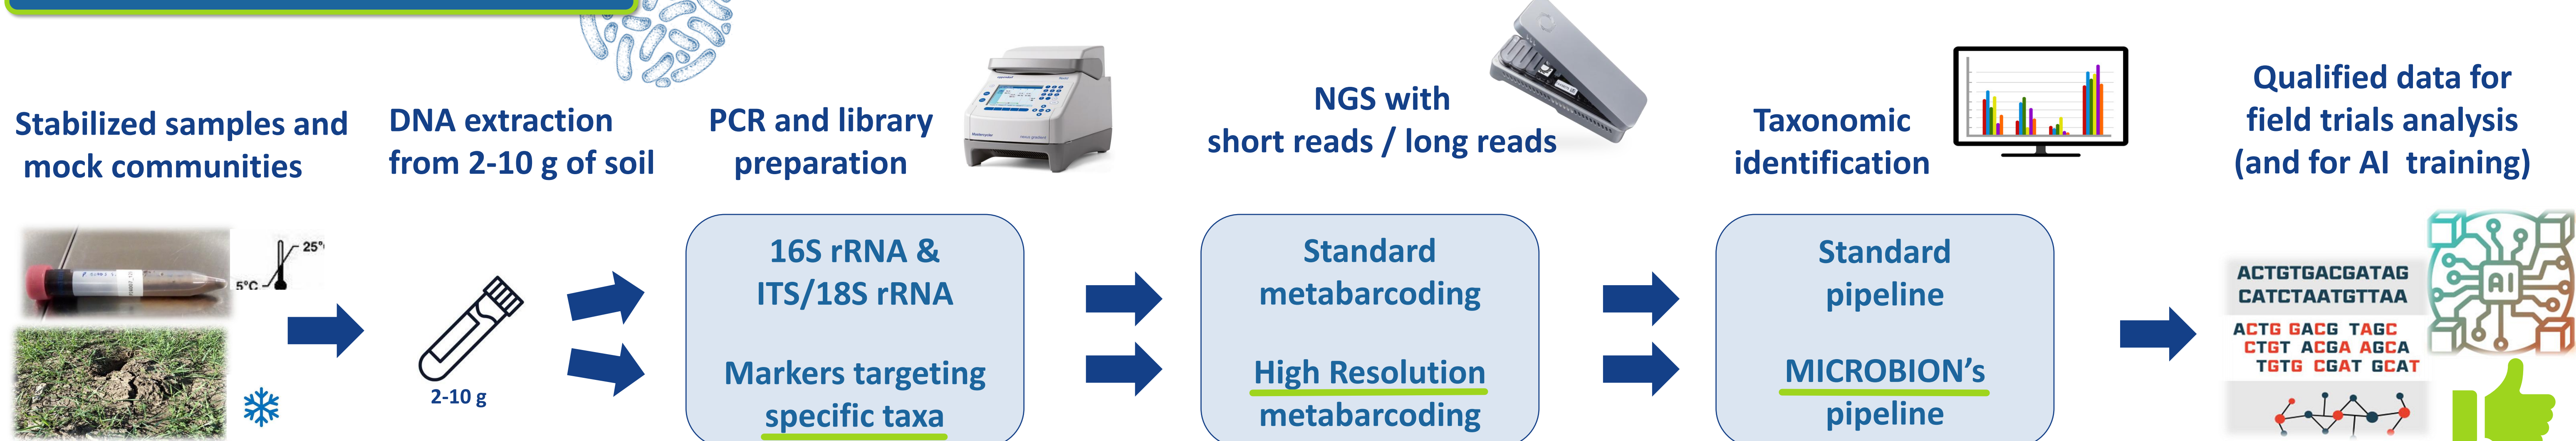 Stabilized samples and
mock communities
DNA extraction
from 2-10 g of soil
PCR and library
preparation
NGS with
short reads / long reads
Taxonomic
identification
Qualified data for
field trials analysis
(and for AI  training)
25°
5°C
2-10 g
16S rRNA &
ITS/18S rRNA
Markers targeting
specific taxa
Standard
metabarcoding
High Resolution
metabarcoding
Standard
pipeline
MICROBION's
pipeline
ACTGTGACGATAG
CATCTAATGTTAA
ACTG GACG TAGC
CTGT ACGA AGCA
TGTG CGAT GCAT
AI